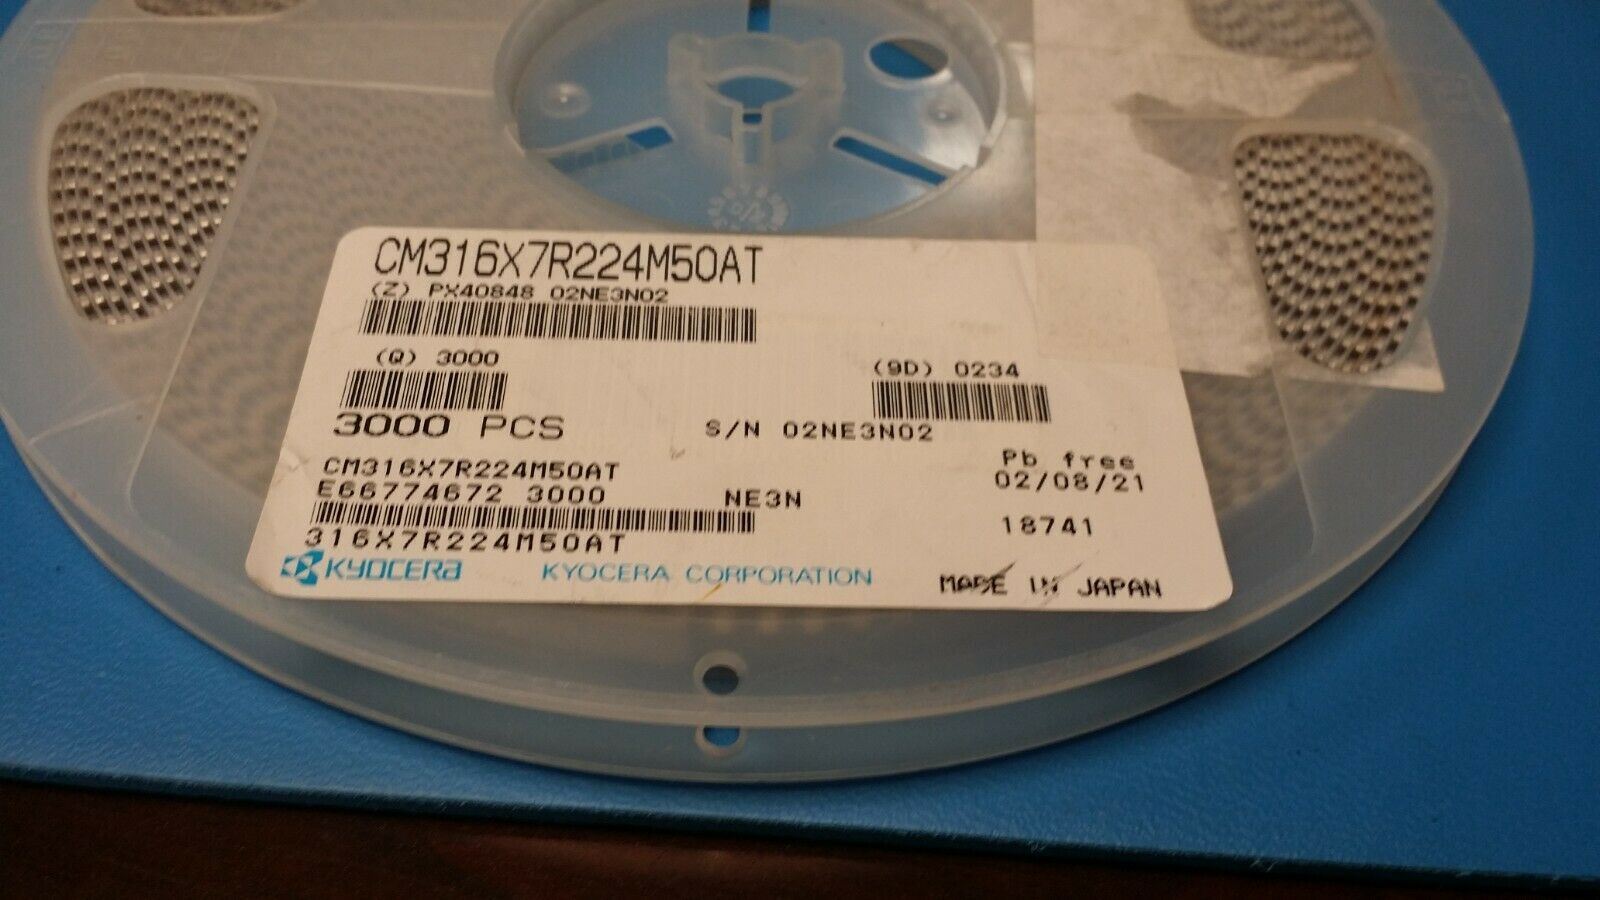 CM316X7R224M50AT
(Z) PX40848 02NE3N02
(Q) 3000
(9D) 0234
3000 PCS
S/N 02NE3N02
Pb free
CM316X7R224M50AT
02/08/21
E66774672 3000
NE3N
18741
316X7R224M50AT
KYOCERA
KYOCERA CORPORATION
MADE IN JAPAN